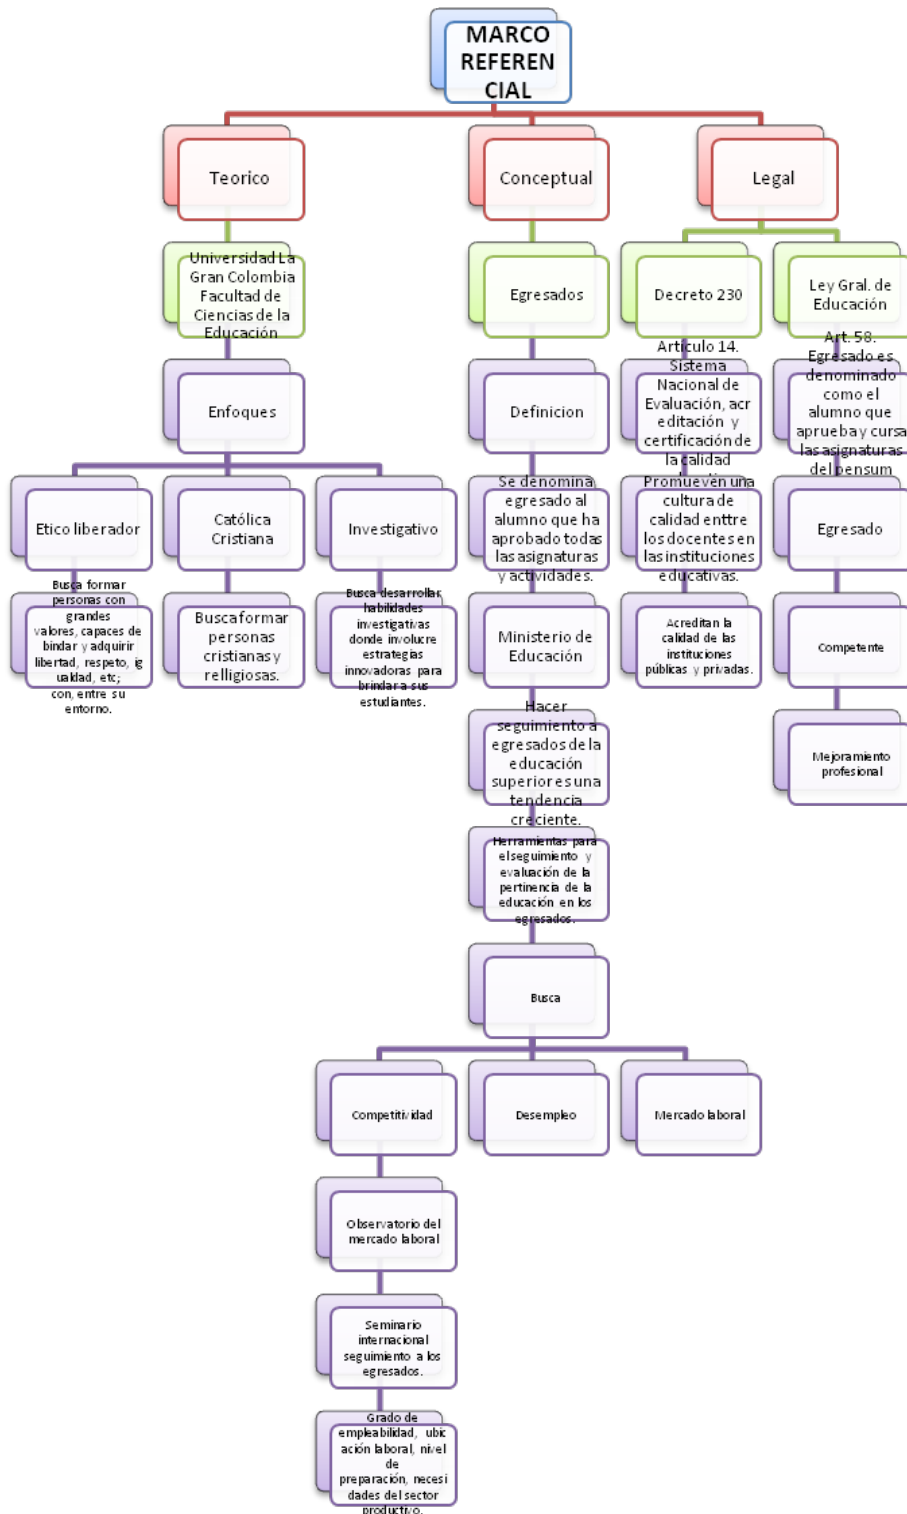 MARCO
REFEREN
CIAL
Teorico
Conceptual
Legal
Universidad La
Gran Colombia
Facultad de
Ciencias de la
Educación
Egresados
Decreto 230
Ley Gral. de
Educación
Enfoques
Definicion
Articulo 14.
Sistema
Nacional de
Evaluación, acr
editación y
certificación de
la calidad
Art. 58.
Egresado es
denominado
como el
alumno que
aprueba y cursa
las asignaturas
del pensum
Etico liberador
Católica
Cristiana
Investigativo
Se denomina
egresado al
alumno que ha
aprobado todas
las asignaturas
y actividades.
Promueven una
cultura de
calidad enttre
los docentes en
las instituciones
educativas.
Egresado
Busca formar
personas con
grandes
valores, capaces de
bindar y adquirir
libertad, respeto, ig
ualdad, etc;
con, entre su
entorno.
Busca formar
personas
cristianas y
relligiosas.
Busca desarrollar
habilidades
investigativas
donde involucre
estrategias
innovadoras para
brindar a sus
estudiantes.
Ministerio de
Educación
Acreditan la
calidad de las
instituciones
públicas y privadas.
Competente
Hacer
seguimiento a
egresados de la
educación
superior es una
tendencia
creciente.
Mejoramiento
profesional
Herramientas para
el seguimiento y
evaluación de la
pertinencia de la
educación en los
egresados.
Busca
Competitividad
Desempleo
Mercado laboral
Observatorio del
mercado laboral
Seminario
internacional
seguimiento a los
egresados.
Grado de
empleabilidad, ubic
ación laboral, nivel
de
preparación, necesi
dades del sector
productivo.